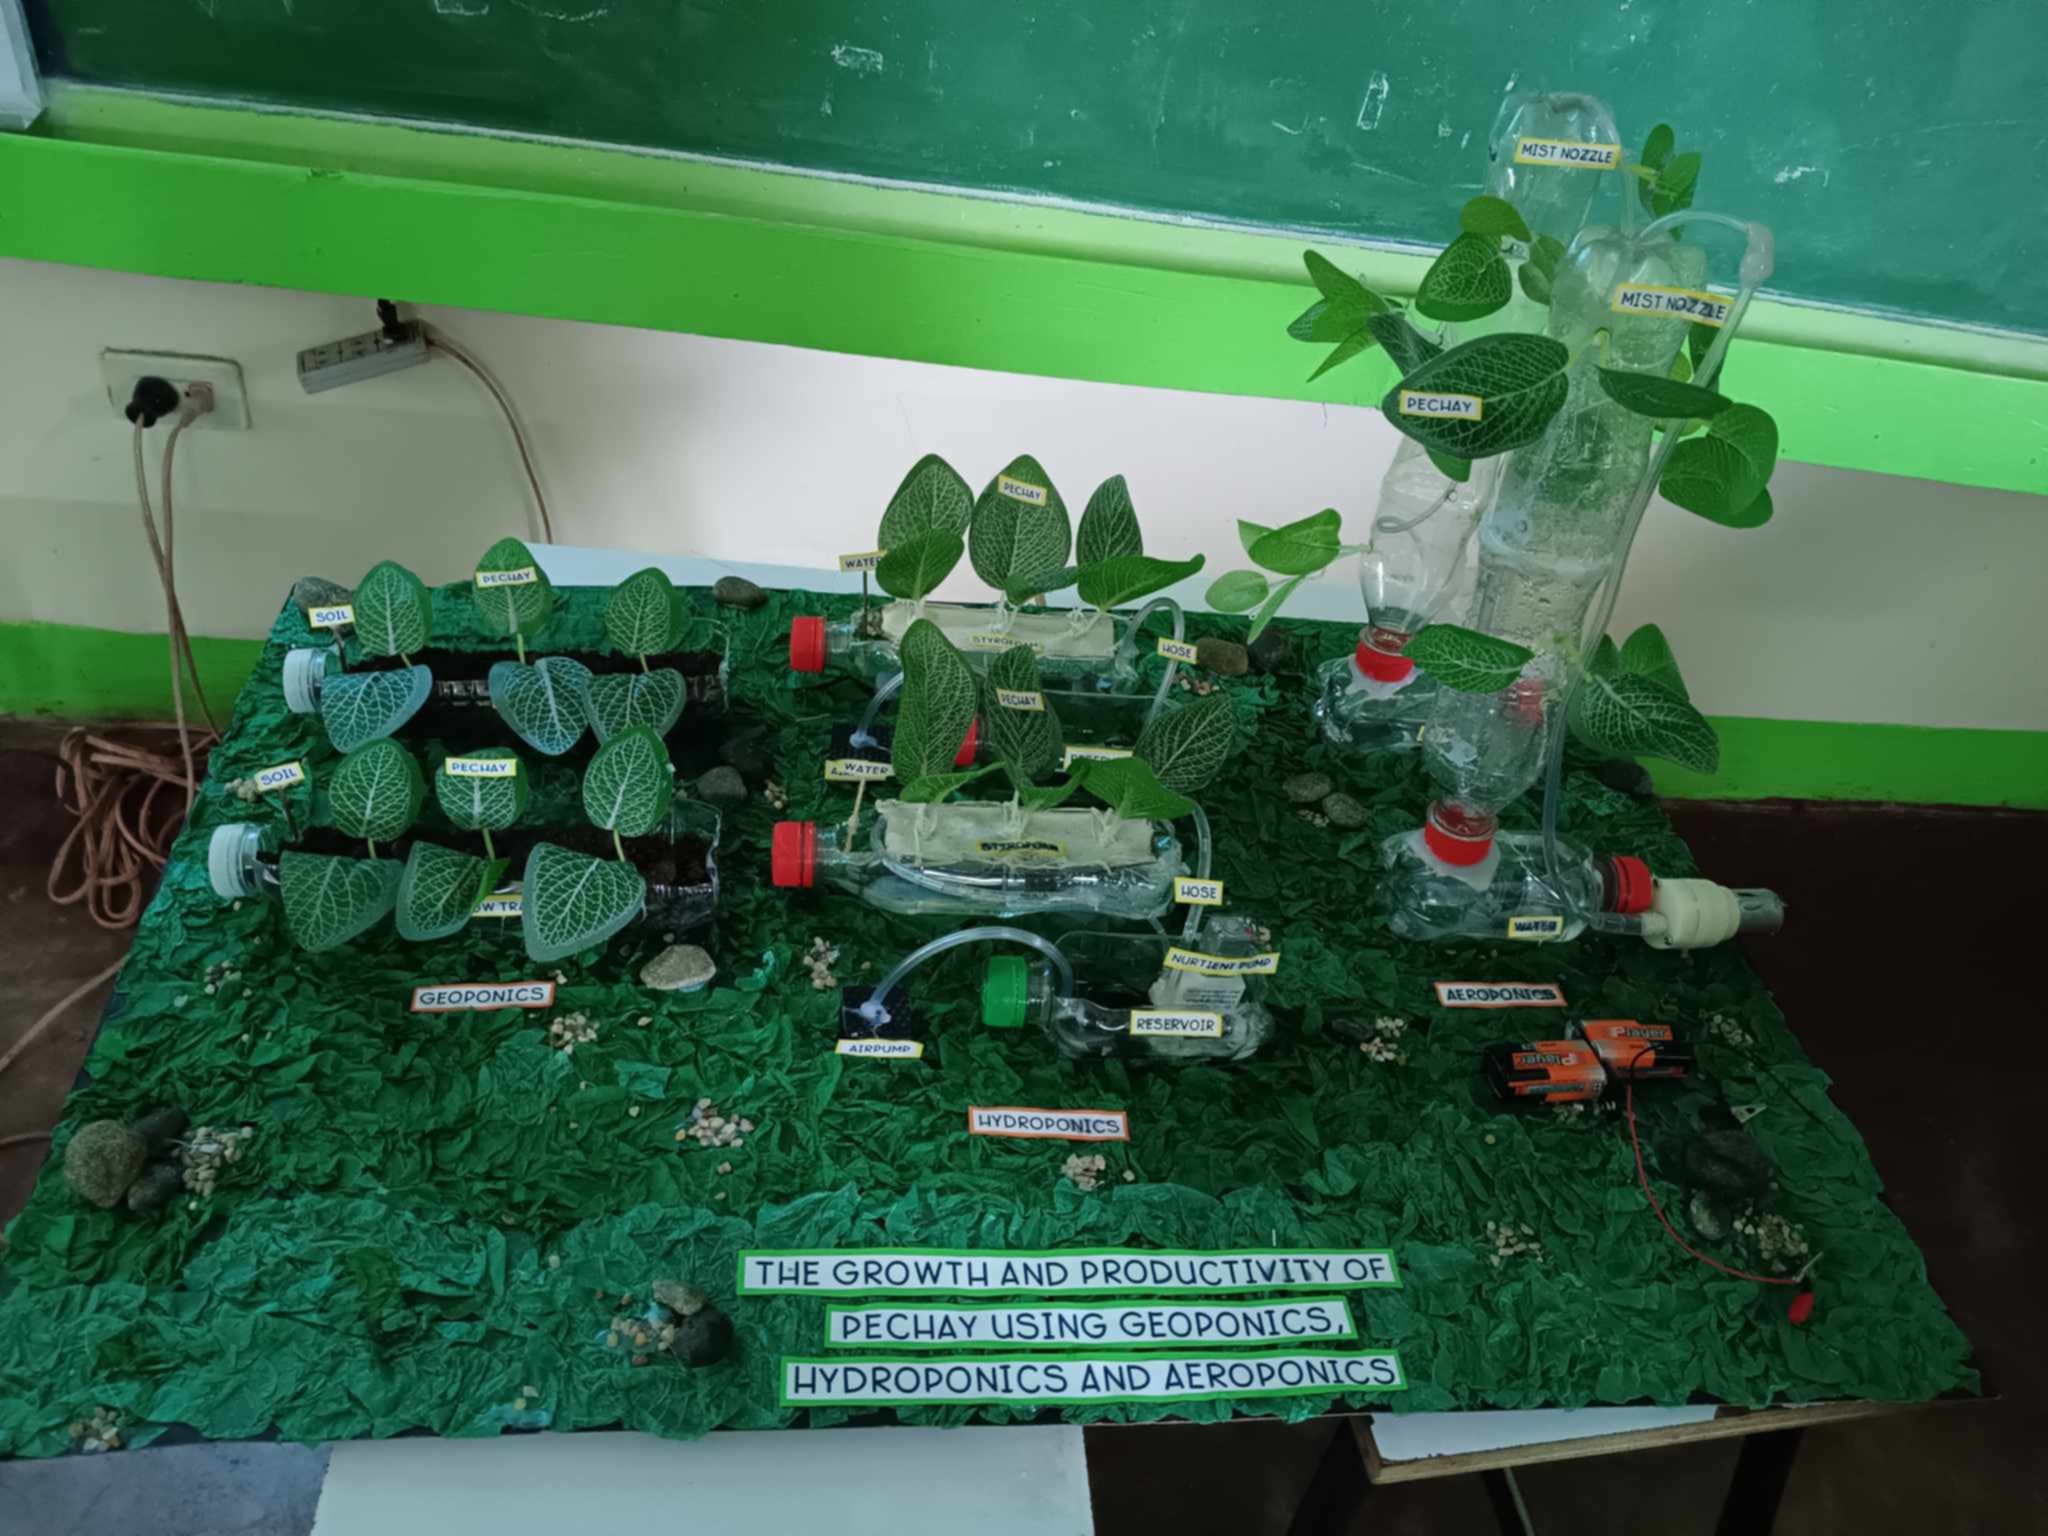 MIST NOZZLE
MIST NOZZLE
PECHAY
PECHAY
WATER
STYROFOAM
HOSE
PECHAY
SOIL
PECHAY
WATER
STYROFOAM
HOSE
PECHAY
SOIL
NURTIENT PUMP
RESERVOIR
AIRPUMP
WATER
GEOPONICS
HYDROPONICS
AEROPONICS
Player
Player
THE GROWTH AND PRODUCTIVITY OF
PECHAY USING GEOPONICS,
HYDROPONICS AND AEROPONICS